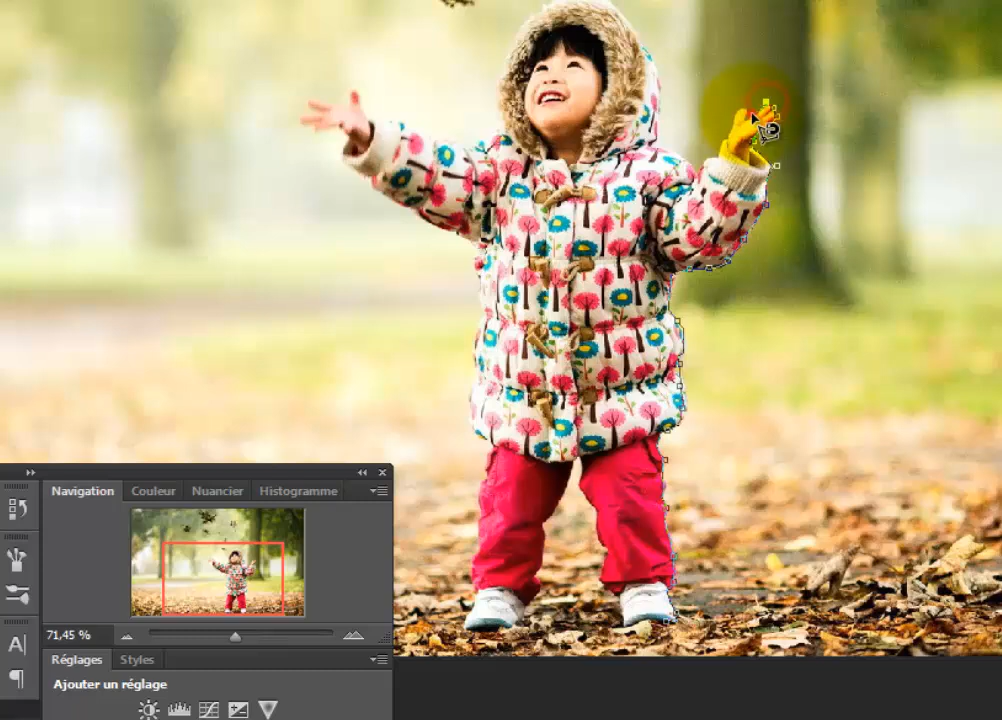 Navigation Couleur Nuancier Histogramme
71,45 %
A
Réglages Styles
Ajouter un réglage